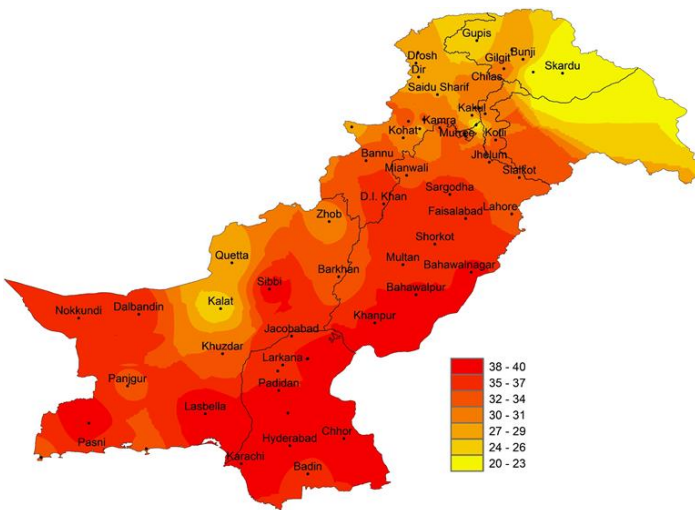 Gupis
Drosh
Gilgit Bunji
Dir
Skardu
Chilas
Saidu Sharif
Kakul
Kamra
Kohat
Murree
Kotli
Bannu
Jhelum
Mianwali
Sialkot
Sargodha
D.I. Khan
Lahore
Zhob
Faisalabad
Shorkot
Quetta
Multan
Barkhan
Bahawalnagar
Sibbi
Bahawalpur
Kalat
Dalbandin
Nokkundi
Khanpur
Jacobabad
Khuzdar
Larkana
Panjgur
Padidan
Lasbella
Chhor
Pasni
Hyderabad
Karachi
Badin
38 - 40
35 - 37
32 - 34
30 - 31
27 - 29
24 - 26
20 - 23